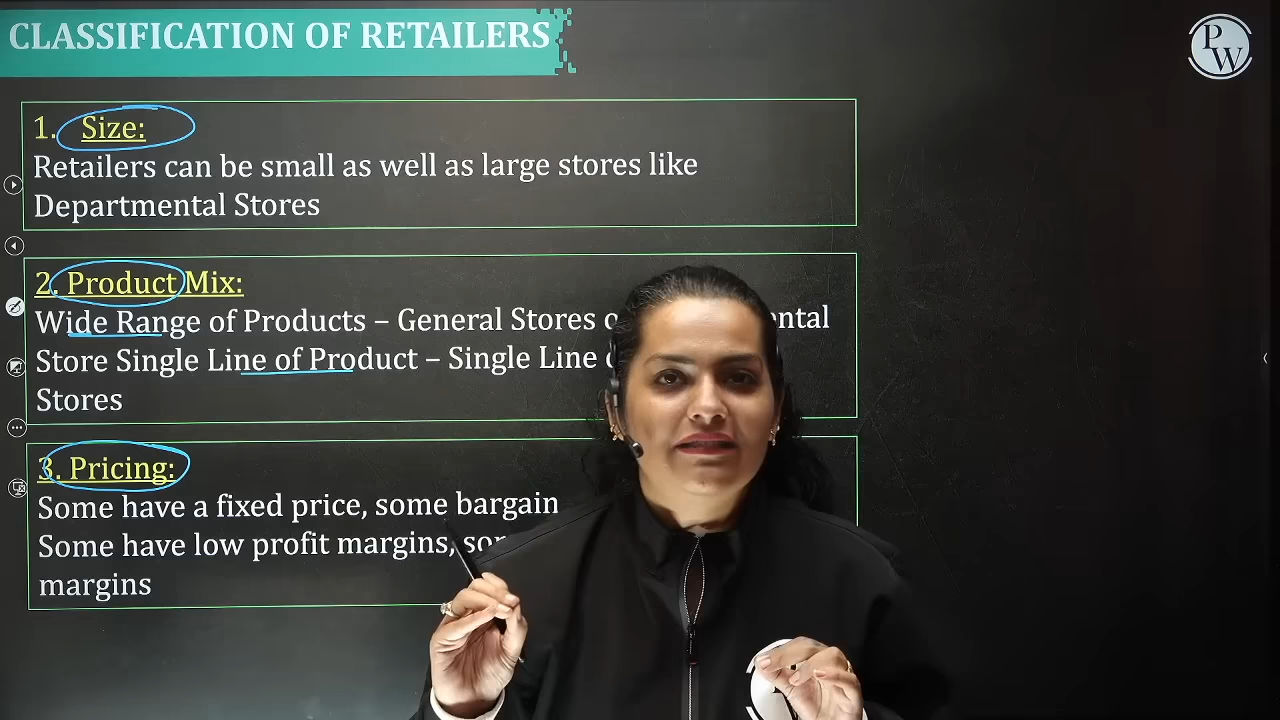 CLASSIFICATION OF RETAILERS
PW
1. Size:
Retailers can be small as well as large stores like
Departmental Stores
2. Product Mix:
Wide Range of Products – General Stores
Store Single Line of Product – Single Line
Stores
3. Pricing:
Some have a fixed price, some bargain
Some have low profit margins,
margins